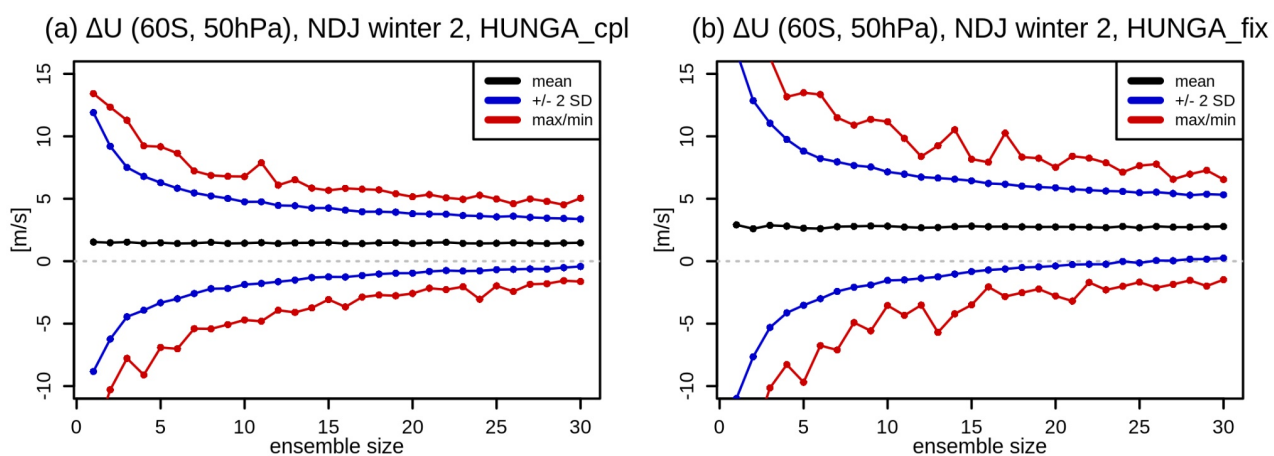 (a) ΔU (60S, 50hPa), NDJ winter 2, HUNGA_cpl
15
10
5
0
-5
-10
[m/s]
mean
+/- 2 SD
max/min
0 5 10 15 20 25 30
ensemble size
(b) ΔU (60S, 50hPa), NDJ winter 2, HUNGA_fix
15
10
5
0
-5
-10
[m/s]
mean
+/- 2 SD
max/min
0 5 10 15 20 25 30
ensemble size